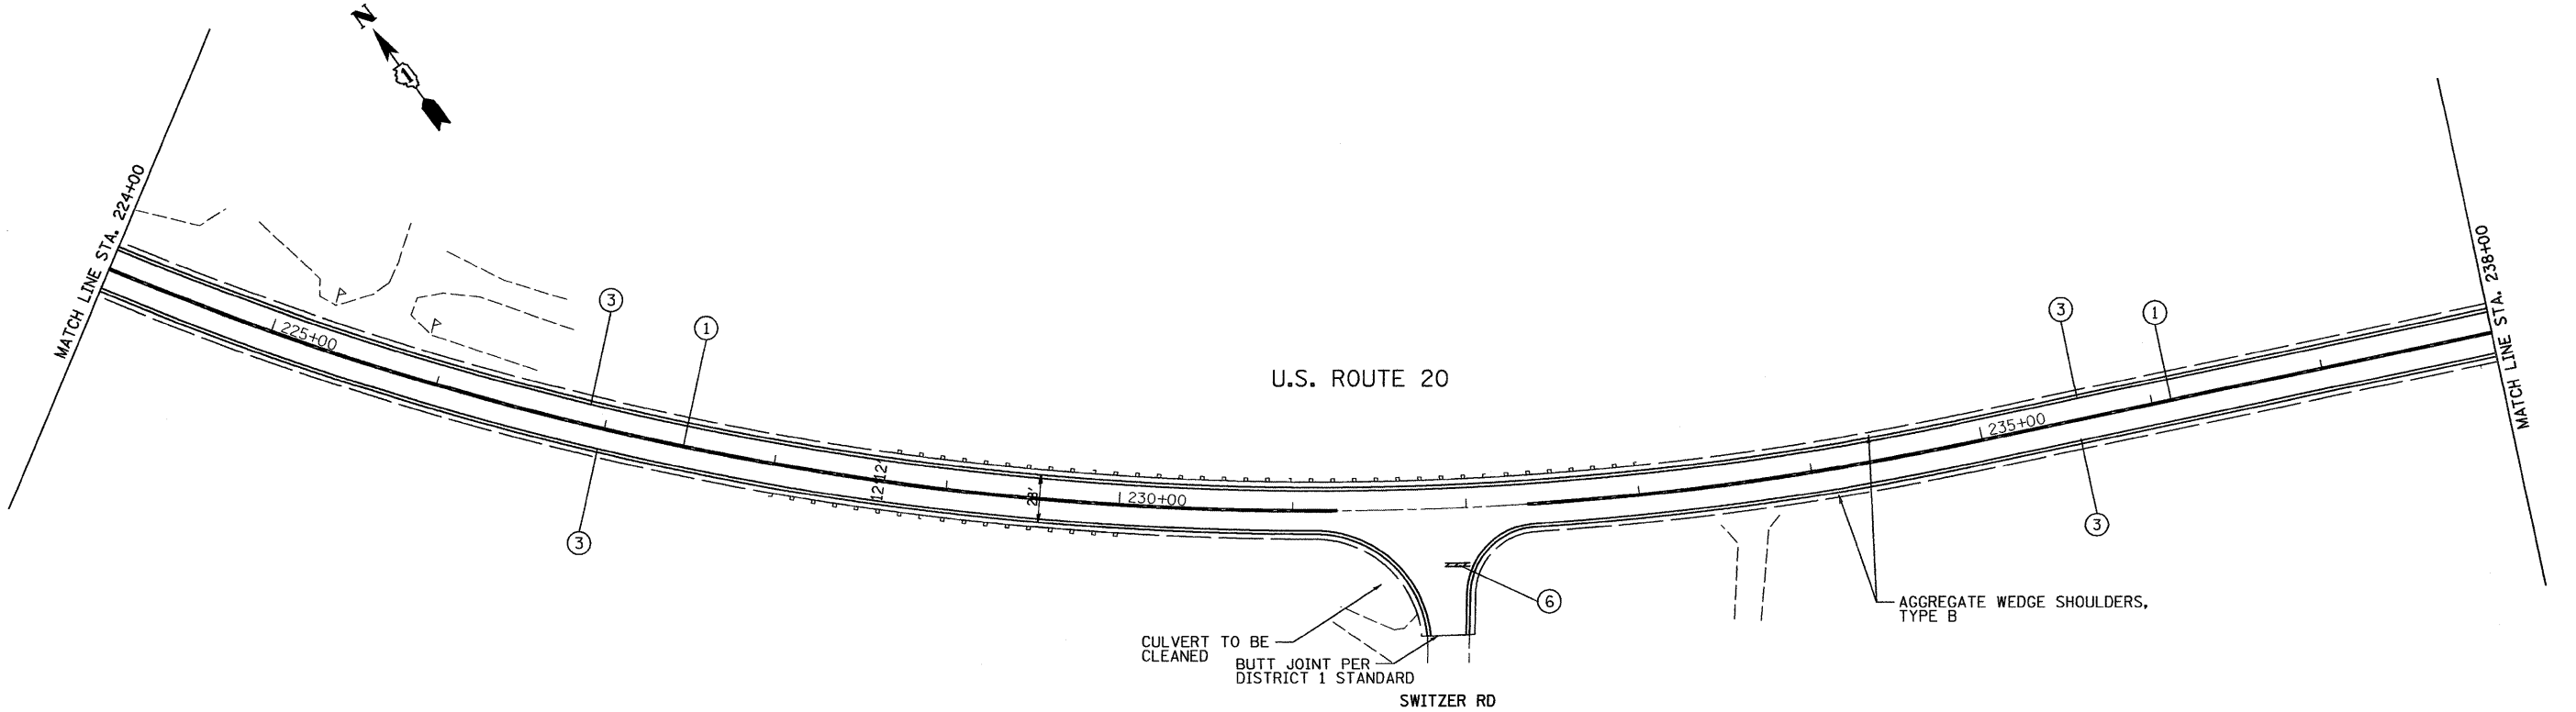 N
1
MATCH LINE STA. 224+00
225+00
3
1
3
12'
12'
28'
230+00
U.S. ROUTE 20
3
1
235+00
3
MATCH LINE STA. 238+00
6
AGGREGATE WEDGE SHOULDERS,
TYPE B
CULVERT TO BE
CLEANED
BUTT JOINT PER
DISTRICT 1 STANDARD
SWITZER RD